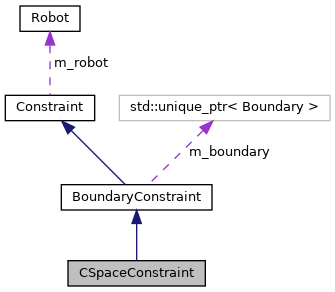 Robot
m_robot
Constraint
std::unique_ptr< Boundary >
m_boundary
BoundaryConstraint
CSpaceConstraint